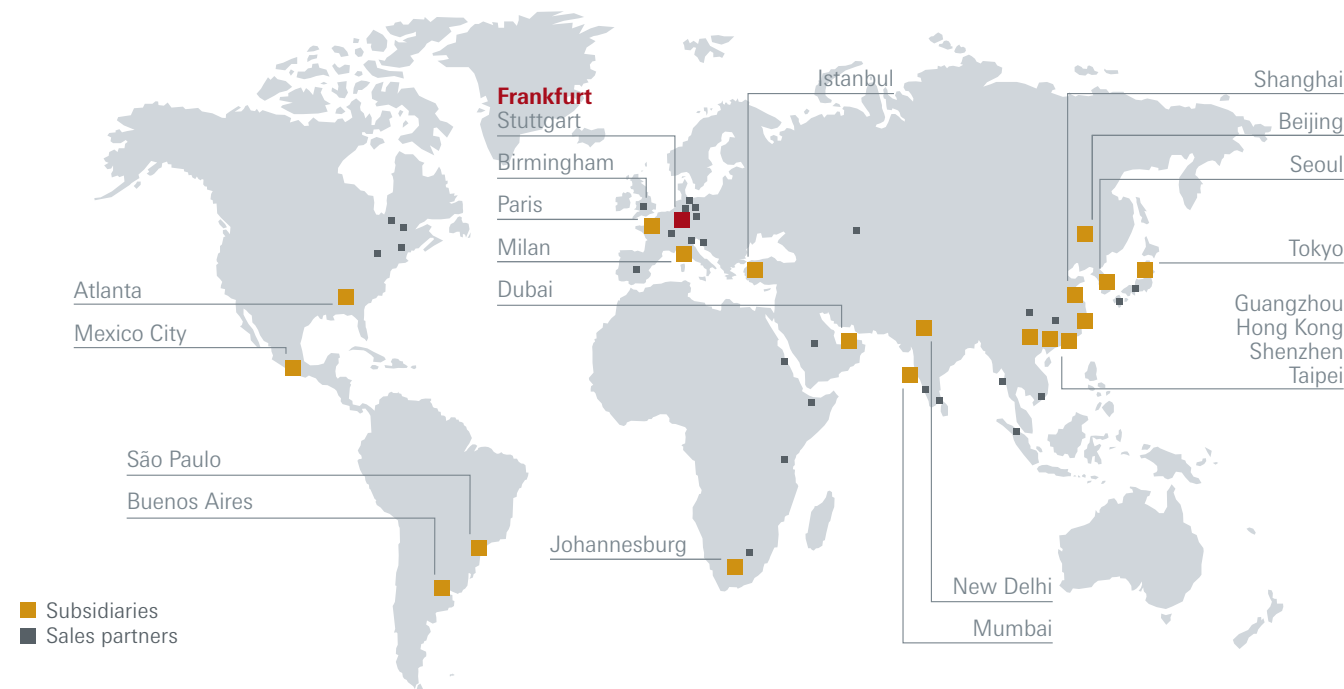 Istanbul
Shanghai
Frankfurt
Stuttgart
Beijing
Birmingham
Seoul
Paris
Milan
Tokyo
Dubai
Atlanta
Guangzhou
Hong Kong
Shenzhen
Taipei
Mexico City
São Paulo
Buenos Aires
Johannesburg
New Delhi
Mumbai
Subsidiaries
Sales partners